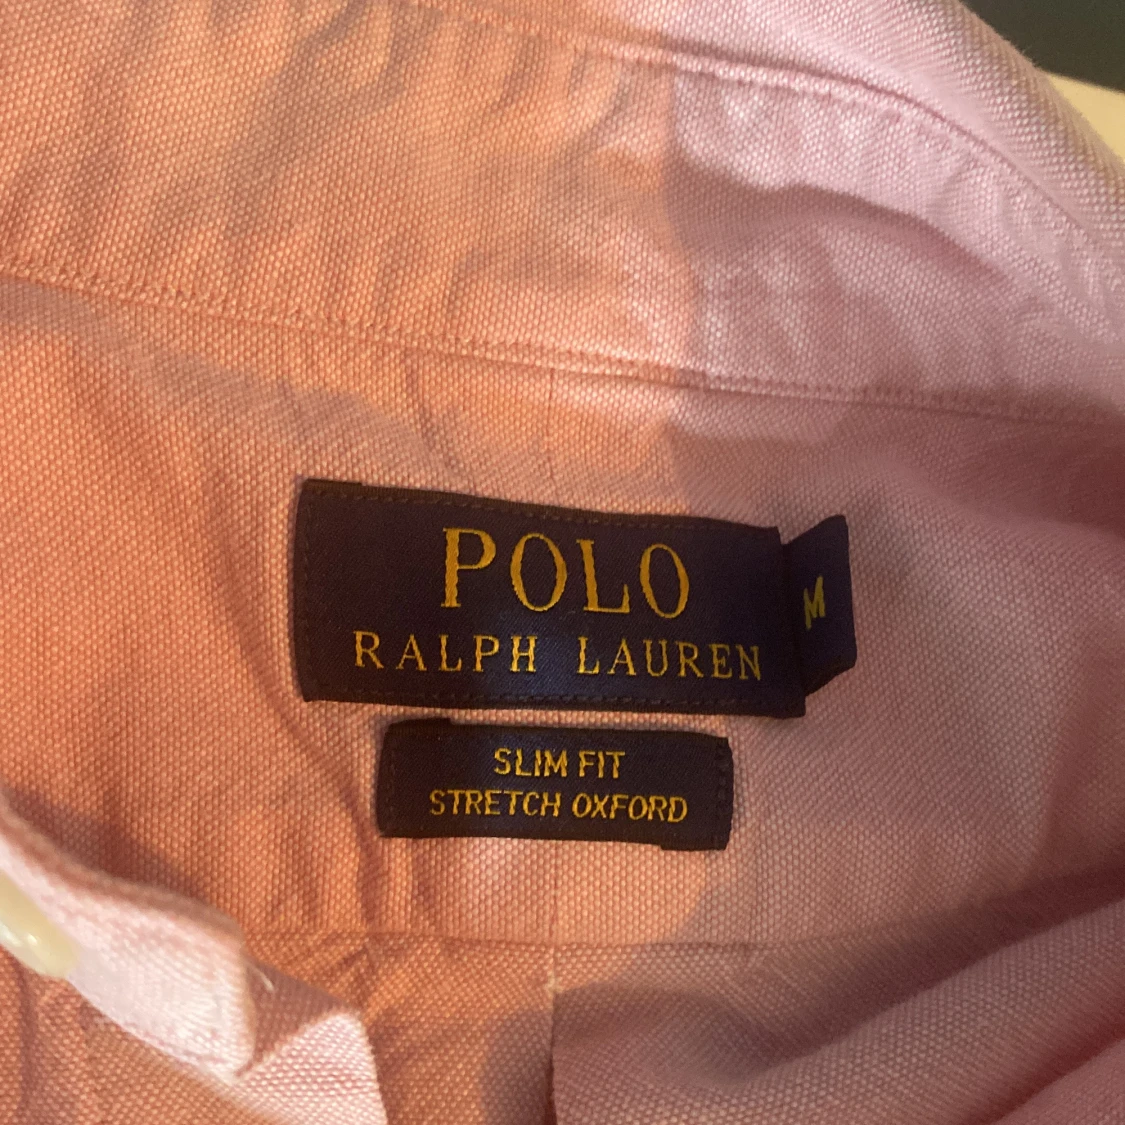 POLO
RALPH LAUREN
M
SLIM FIT
STRETCH OXFORD